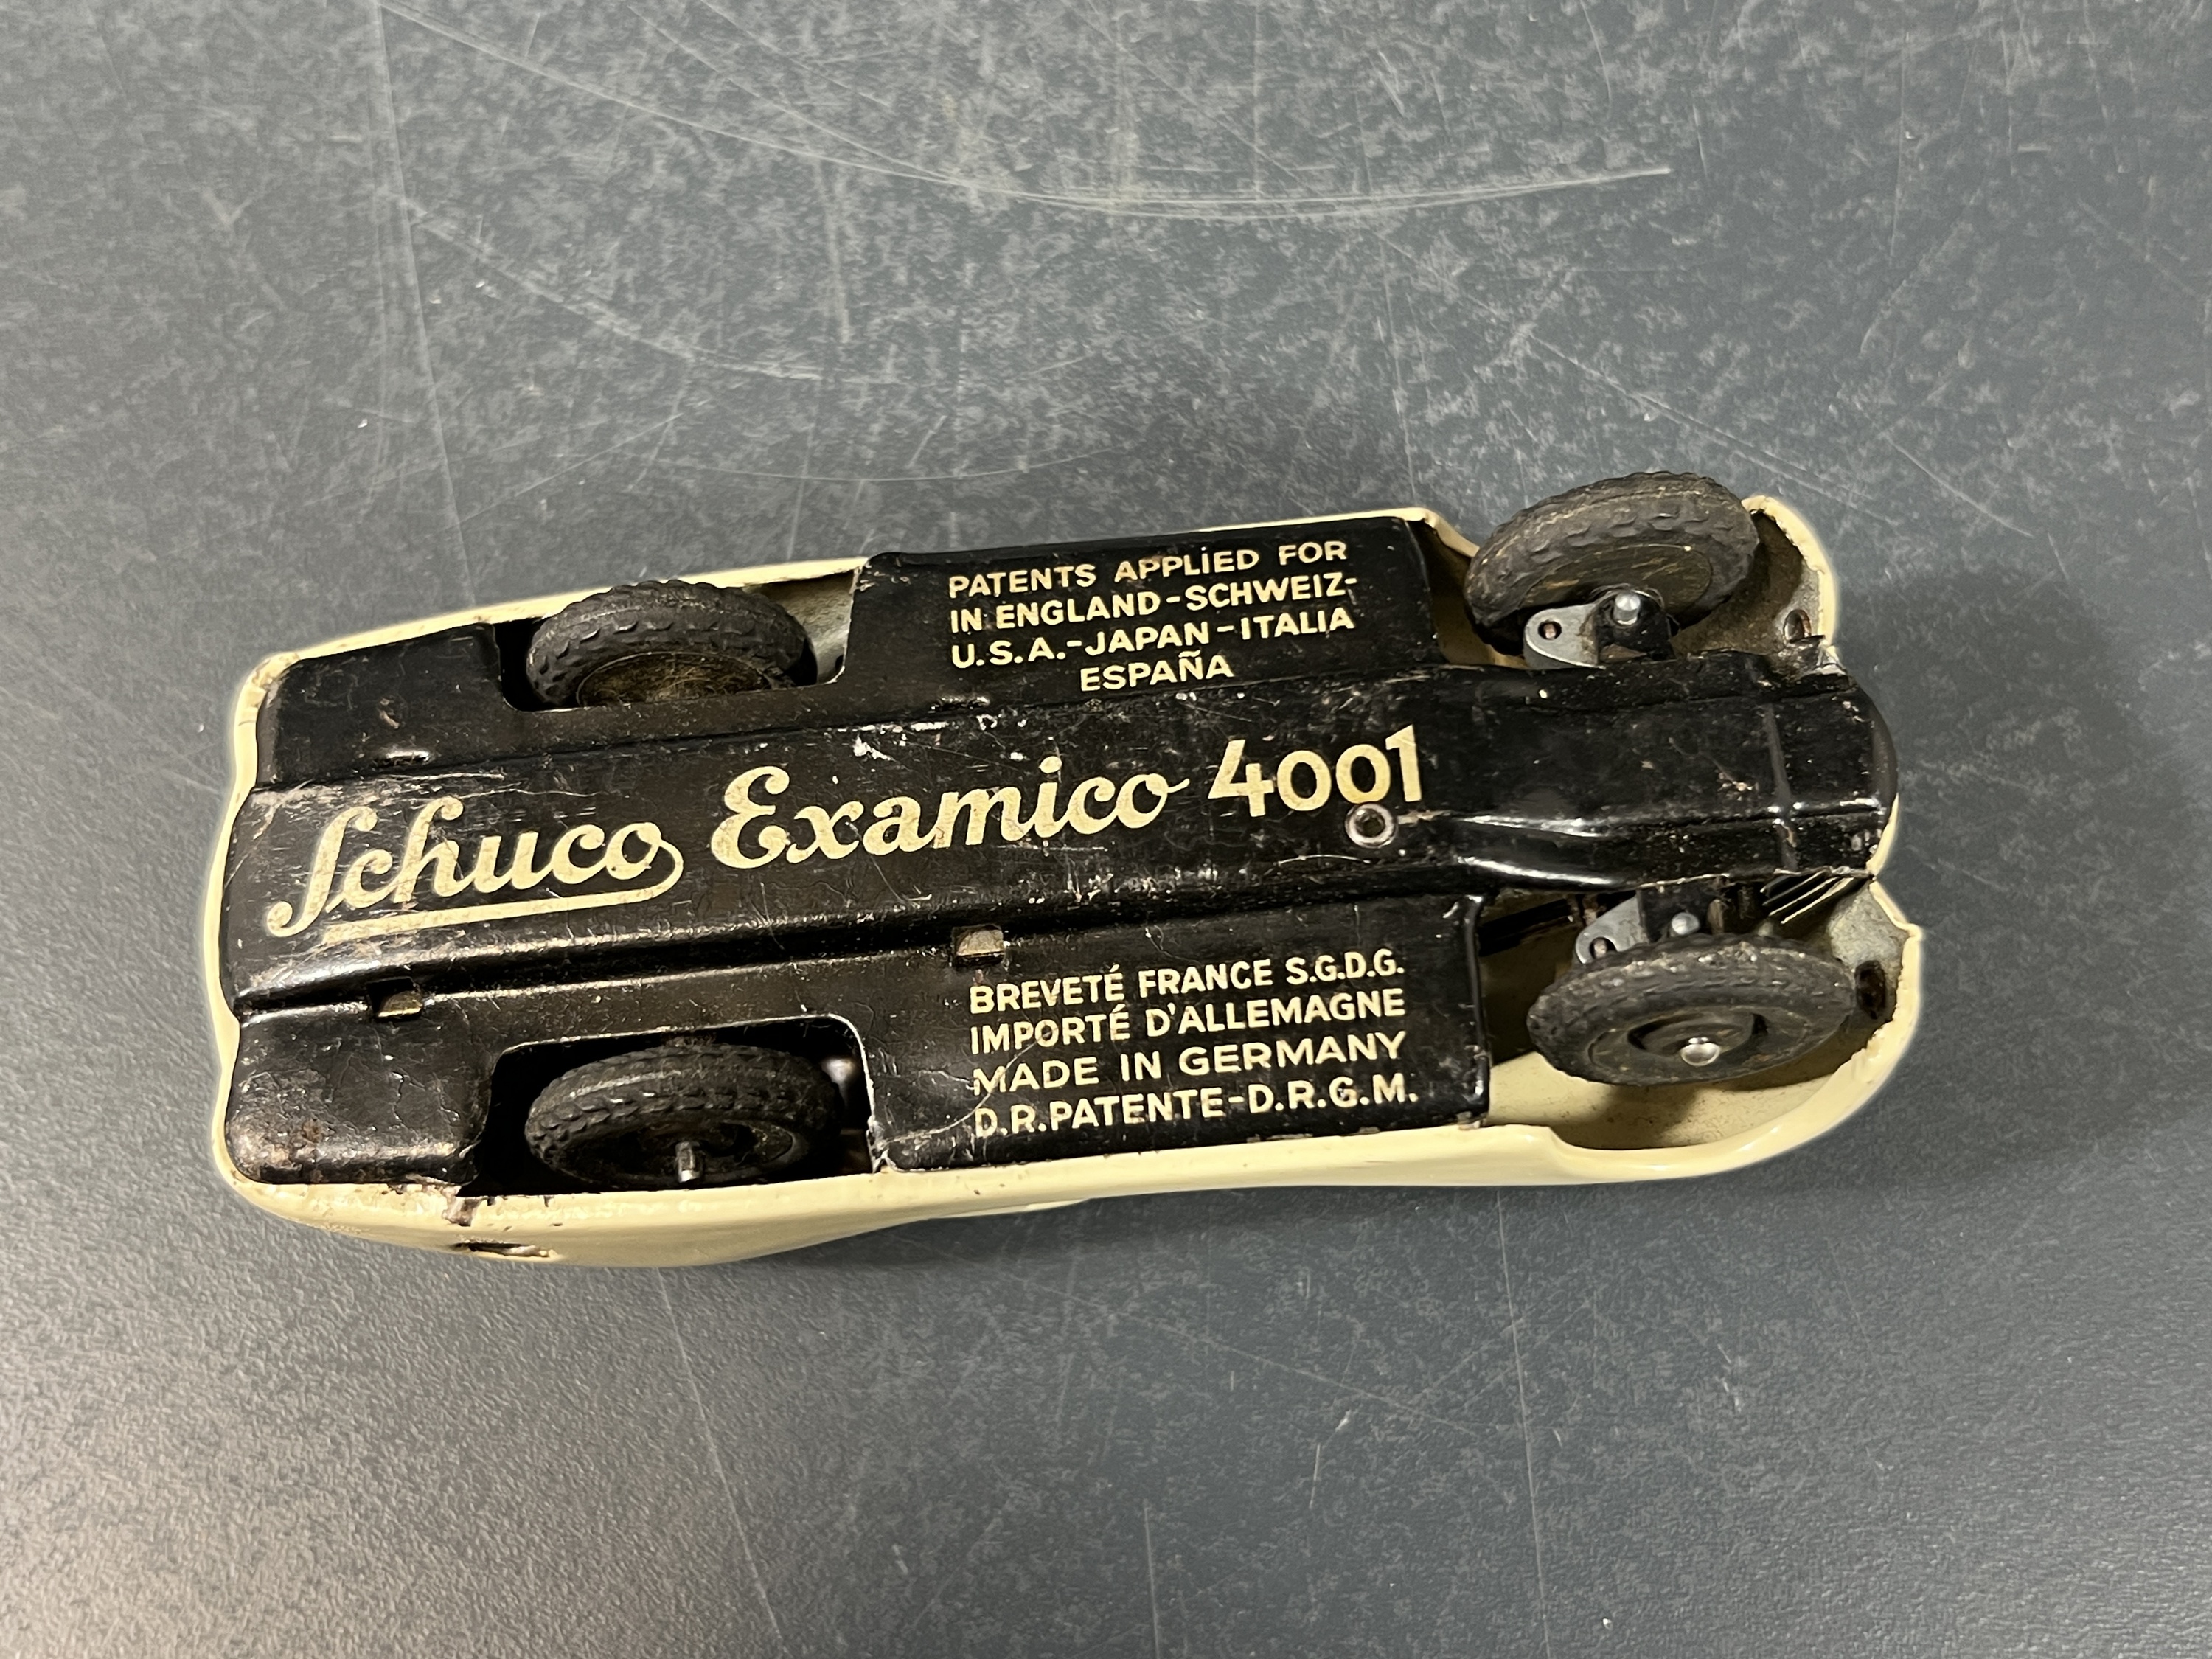 PATENTS APPLIED FOR
IN ENGLAND-SCHWEIZ-
U.S.A.-JAPAN-ITALIA
ESPAÑA
Schuco Examico 4001
BREVETÉ FRANCE S.G.D.G.
IMPORTÉ D'ALLEMAGNE
MADE IN GERMANY
D.R.PATENTE-D.R.G.M.